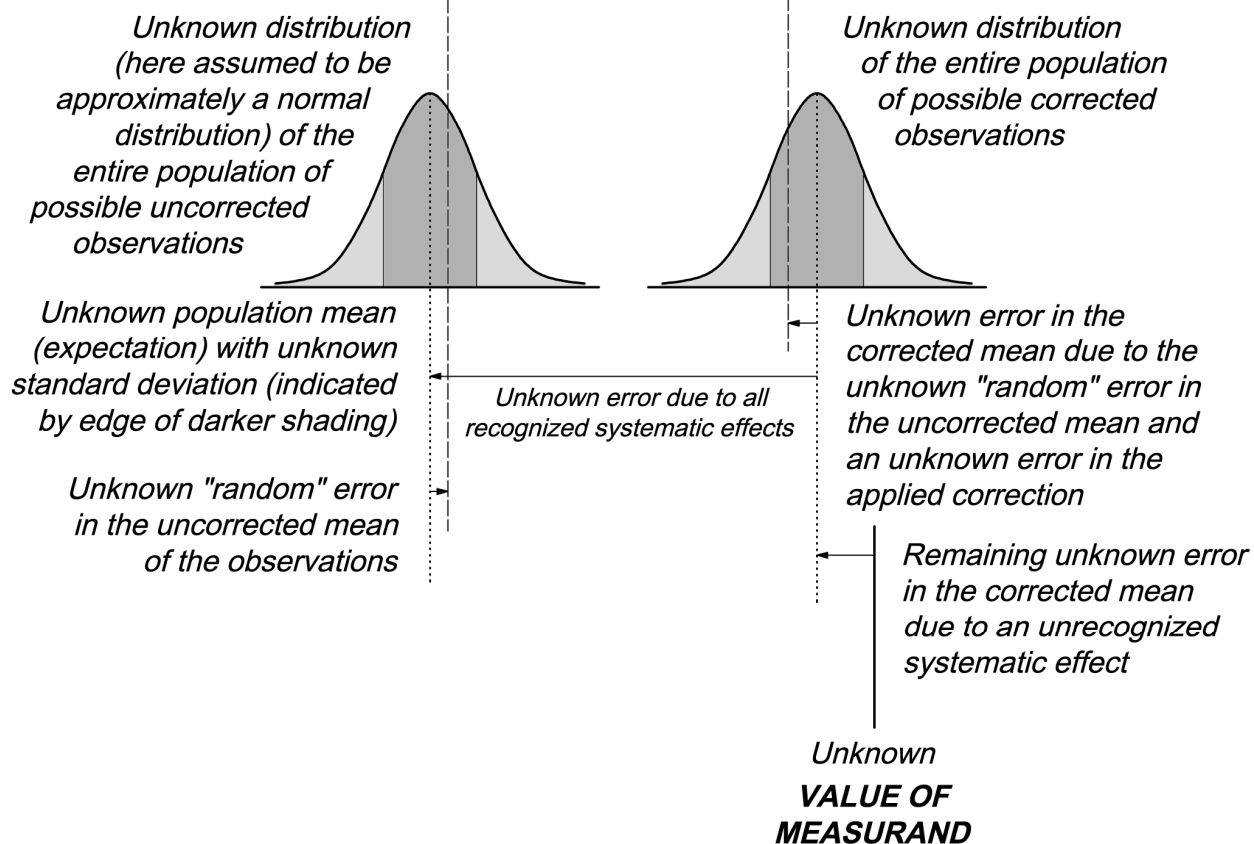 Unknown distribution
(here assumed to be
approximately a normal
distribution) of the
entire population of
possible uncorrected
observations
Unknown distribution
of the entire population
of possible corrected
observations
Unknown population mean
(expectation) with unknown
standard deviation (indicated
by edge of darker shading)
Unknown error due to all
recognized systematic effects
Unknown error in the
corrected mean due to the
unknown "random" error in
the uncorrected mean and
an unknown error in the
applied correction
Unknown "random" error
in the uncorrected mean
of the observations
Remaining unknown error
in the corrected mean
due to an unrecognized
systematic effect
Unknown
VALUE OF
MEASURAND